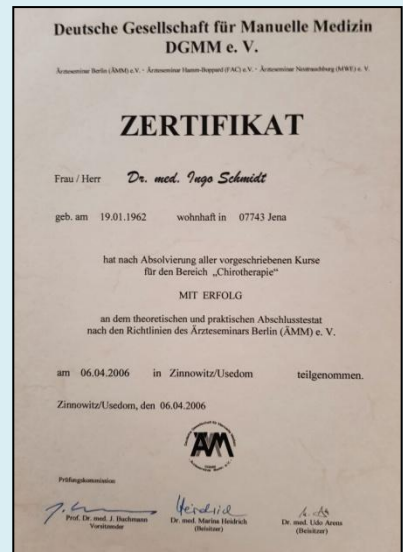 Deutsche Gesellschaft für Manuelle Medizin
DGMM e. V.
Ärzteseminar Berlin (ÄMM) e.V. · Ärzteseminar Hamm-Boppard (FAC) e.V. · Ärzteseminar Neutrauchburg (MWE) e. V.
ZERTIFIKAT
Frau / Herr Dr. med. Ingo Schmidt
geb. am 19.01.1962 wohnhaft in 07743 Jena
hat nach Absolvierung aller vorgeschriebenen Kurse
für den Bereich „Chirotherapie“
MIT ERFOLG
an dem theoretischen und praktischen Abschlusstestat
nach den Richtlinien des Ärzteseminars Berlin (ÄMM) e. V.
am 06.04.2006 in Zinnowitz/Usedom teilgenommen.
Zinnowitz/Usedom, den 06.04.2006
ÄMM
Prüfungskommission
Heidrich
Prof. Dr. med. J. Buchmann Dr. med. Marina Heidrich Dr. med. Udo Arens
Vorsitzender (Beisitzer) (Beisitzer)